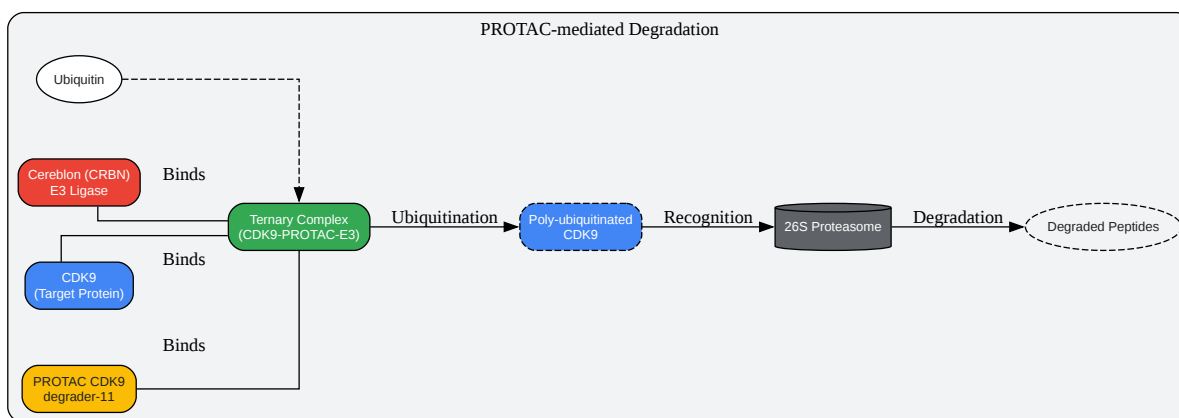 PROTAC-mediated Degradation
Ubiquitin
Cerebron (CRBN)
E3 Ligase
Binds
Ternary Complex
(CDK9-PROTAC-E3)
Ubiquitination
Poly-ubiquitinated
CDK9
Recognition
26S Proteasome
Degradation
Degraded Peptides
Binds
CDK9
(Target Protein)
Binds
PROTAC CDK9
degrader-11